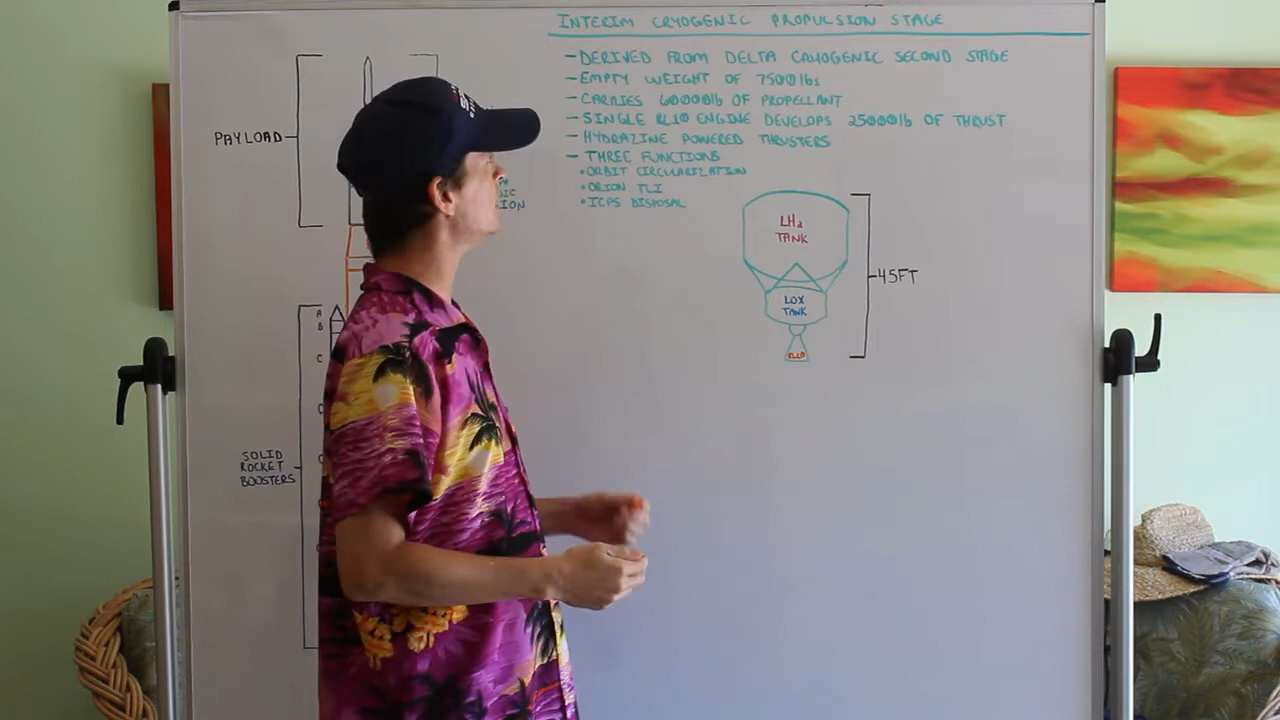 INTERIM CRYOGENIC PROPULSION STAGE
- DERIVED FROM DELTA CRYOGENIC SECOND STAGE
- EMPTY WEIGHT OF 7500lbs
- CARRIES 60000lb OF PROPELLANT
- SINGLE RL10 ENGINE DEVELOPS 25000lb OF THRUST
- HYDRAZINE POWERED THRUSTERS
- THREE FUNCTIONS
• ORBIT CIRCULARIZATION
• ORION TLI
• ICPS DISPOSAL
PAYLOAD
LH2
TANK
LOX
TANK
RL10
45FT
A
B
C
SOLID
ROCKET
BOOSTERS